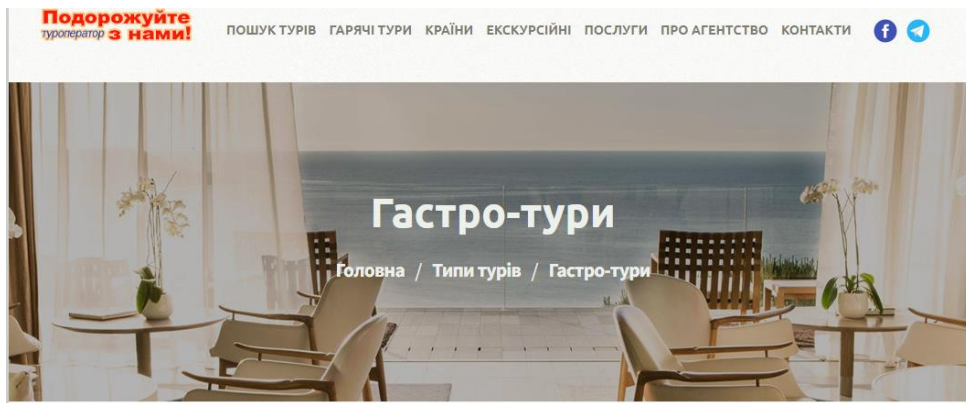 Подорожуйте
туроператор з нами!
ПОШУК ТУРІВ ГАРЯЧІ ТУРИ КРАЇНИ ЕКСКУРСІЙНІ ПОСЛУГИ ПРО АГЕНТСТВО КОНТАКТИ
Гастро-тури
Головна / Типи турів / Гастро-тури